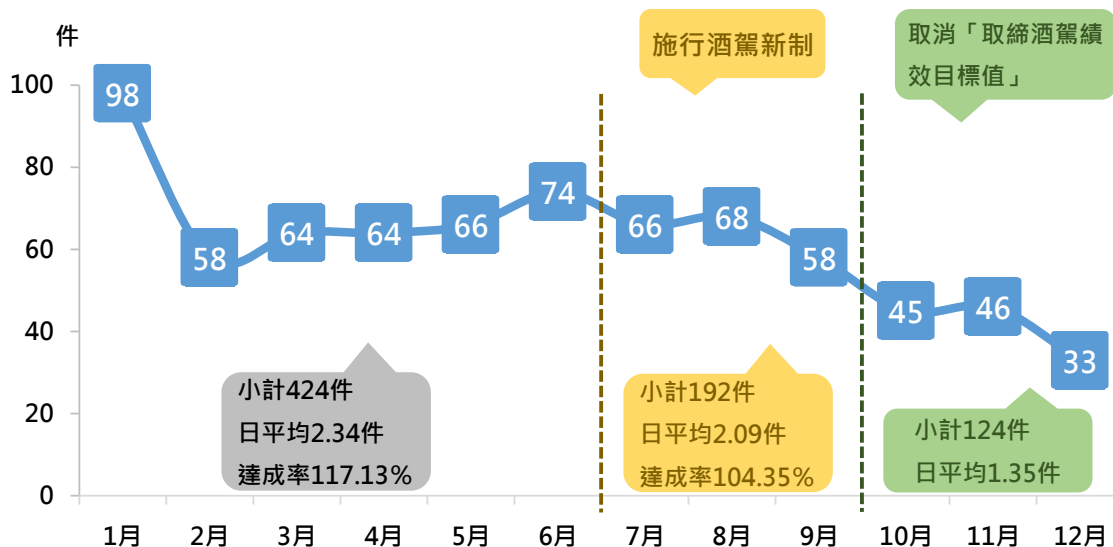 件
施行酒駕新制
取消「取締酒駕績
效目標值」
100
80
60
40
20
0
98
58
64
64
66
74
66
68
58
45
46
33
小計424件
日平均2.34件
達成率117.13%
小計192件
日平均2.09件
達成率104.35%
小計124件
日平均1.35件
1月
2月
3月
4月
5月
6月
7月
8月
9月
10月
11月
12月